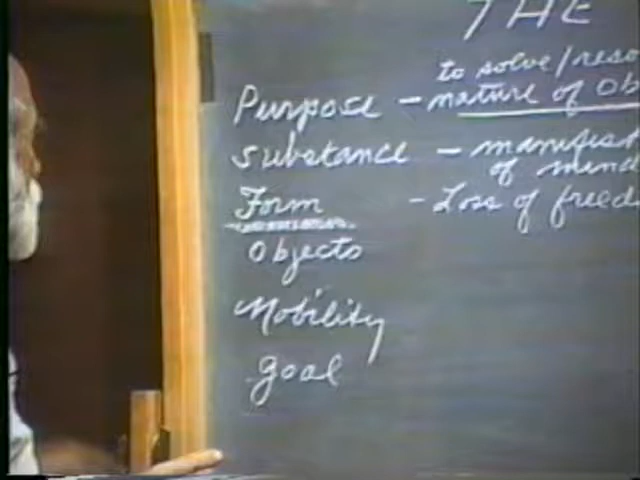 THE
to solve/reso
Purpose - nature of Ob
Substance - manifest
of mind
Form - Loss of freed
Objects
Mobility
Goal